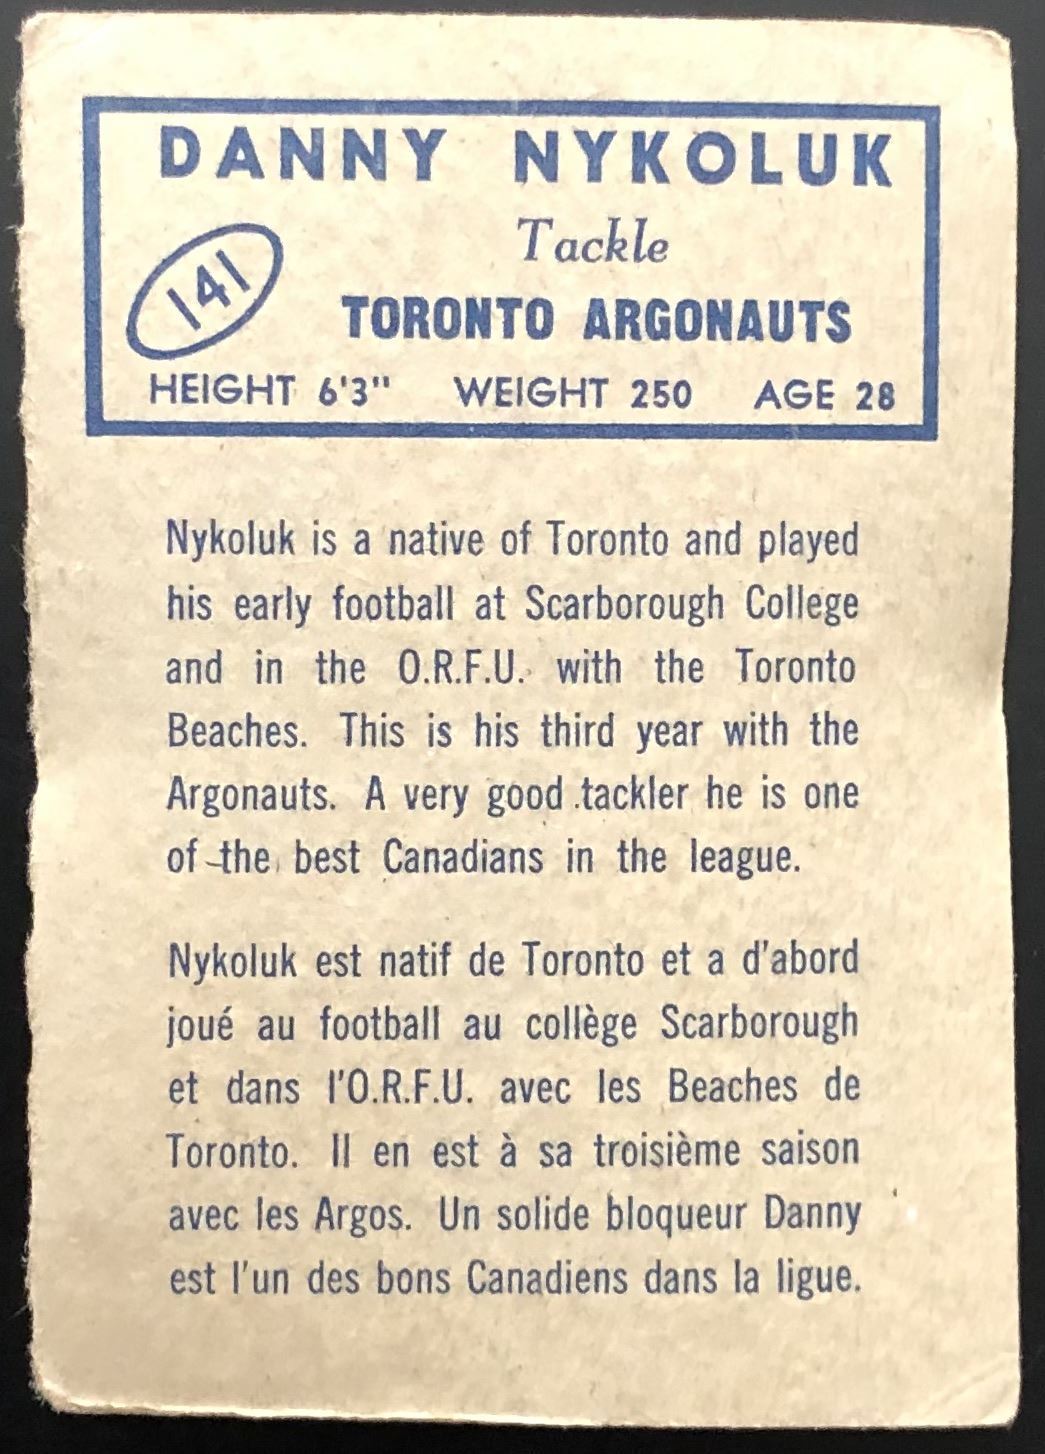 DANNY NYKOLUK
Tackle
141
TORONTO ARGONAUTS
HEIGHT 6'3" WEIGHT 250 AGE 28
Nykoluk is a native of Toronto and played
his early football at Scarborough College
and in the O.R.F.U. with the Toronto
Beaches. This is his third year with the
Argonauts. A very good tackler he is one
of the best Canadians in the league.
Nykoluk est natif de Toronto et a d'abord
joué au football au collège Scarborough
et dans l'O.R.F.U. avec les Beaches de
Toronto. Il en est à sa troisième saison
avec les Argos. Un solide bloqueur Danny
est l'un des bons Canadiens dans la ligue.